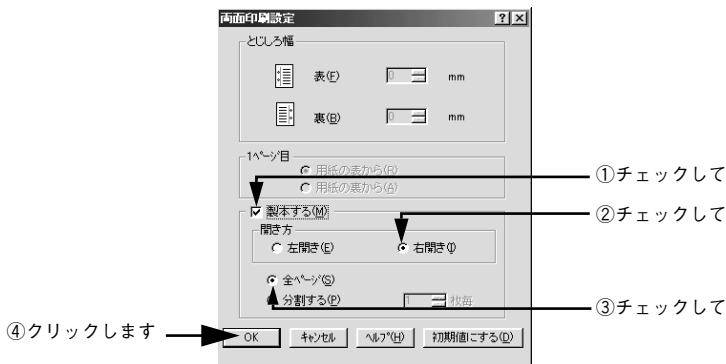 両面印刷設定
とじしろ幅
表(F) 0 mm
裏(B) 0 mm
1ページ目
用紙の表から(R)
用紙の裏から(A)
①チェックして
製本する(M)
②チェックして
開き方
左開き(E) 右開き(I)
全ページ(S)
分割する(P) 1 枚毎
③チェックして
④クリックします
OK キャンセル ヘルプ(H) 初期値にする(D)